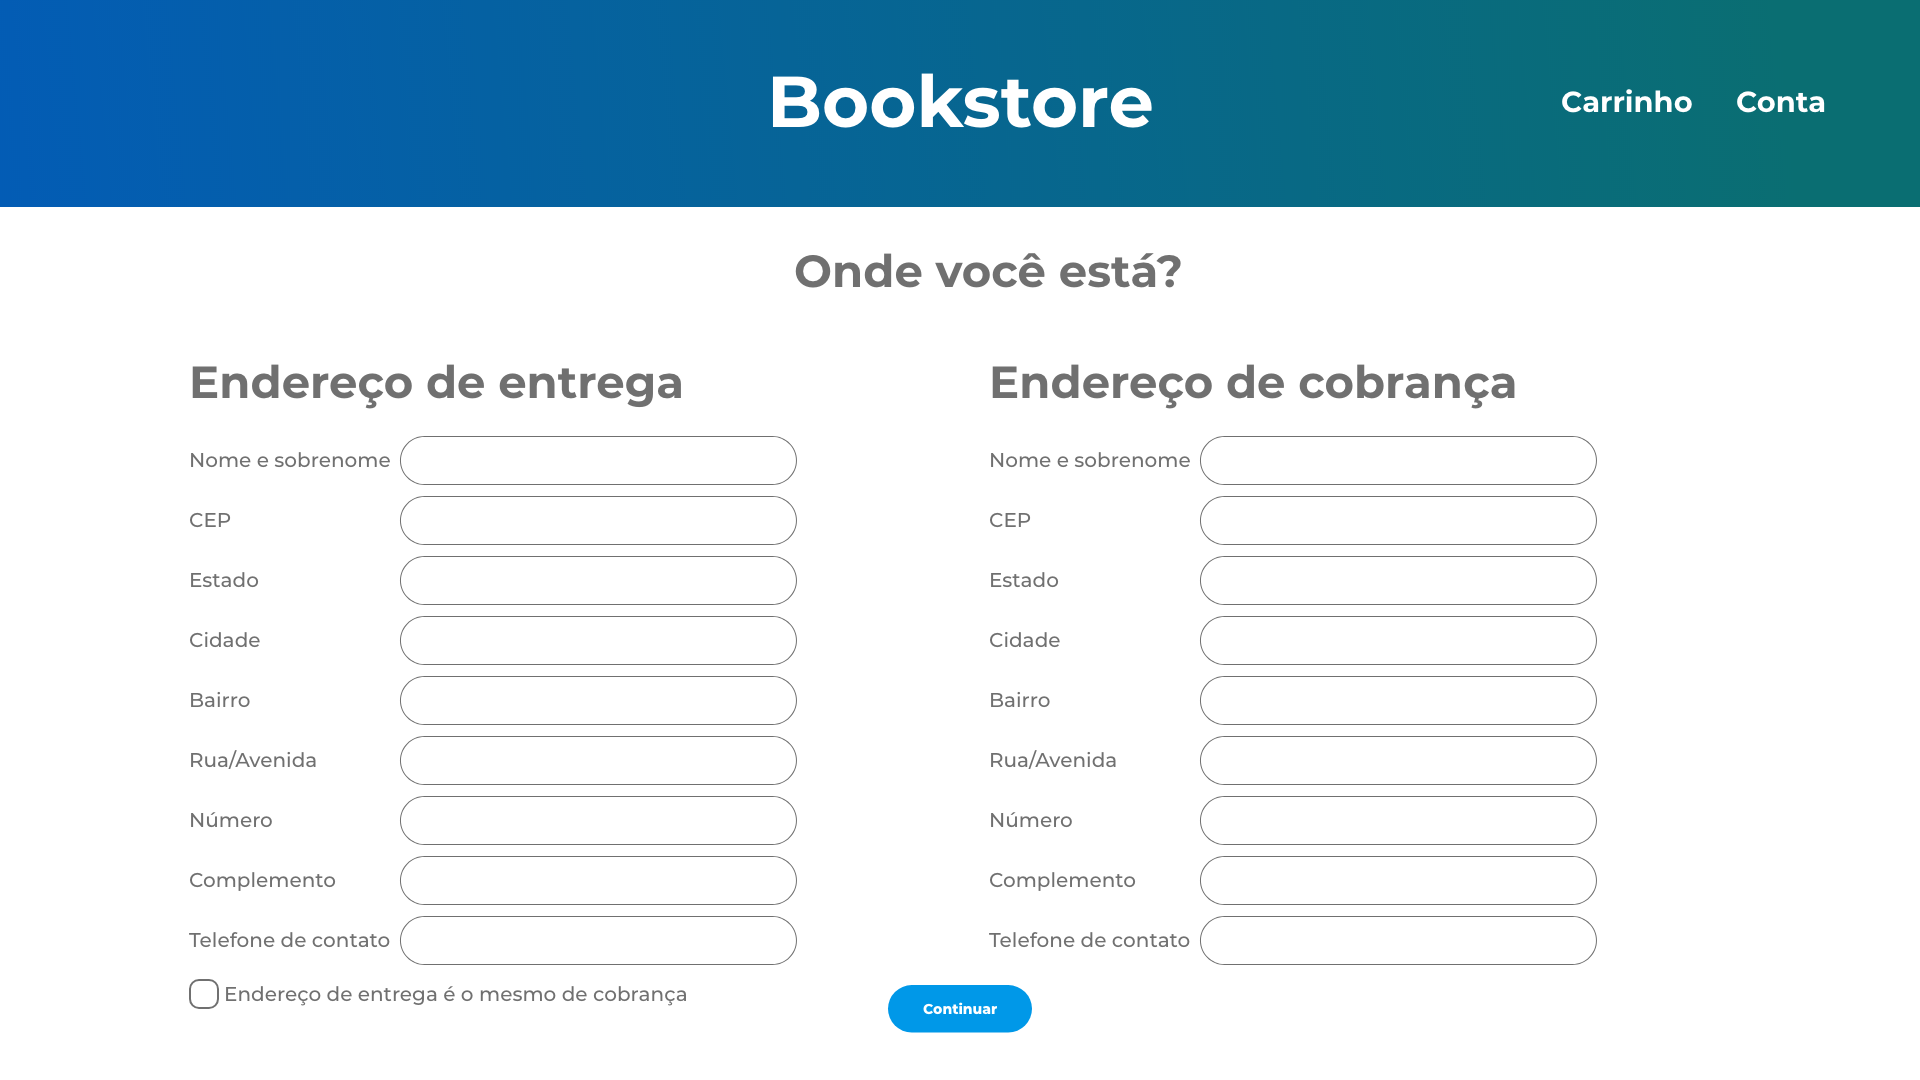 Bookstore
Carrinho
Conta
Onde você está?
Endereço de entrega
Nome e sobrenome
CEP
Estado
Cidade
Bairro
Rua/Avenida
Número
Complemento
Telefone de contato
Endereço de entrega é o mesmo de cobrança
Endereço de cobrança
Nome e sobrenome
CEP
Estado
Cidade
Bairro
Rua/Avenida
Número
Complemento
Telefone de contato
Continuar